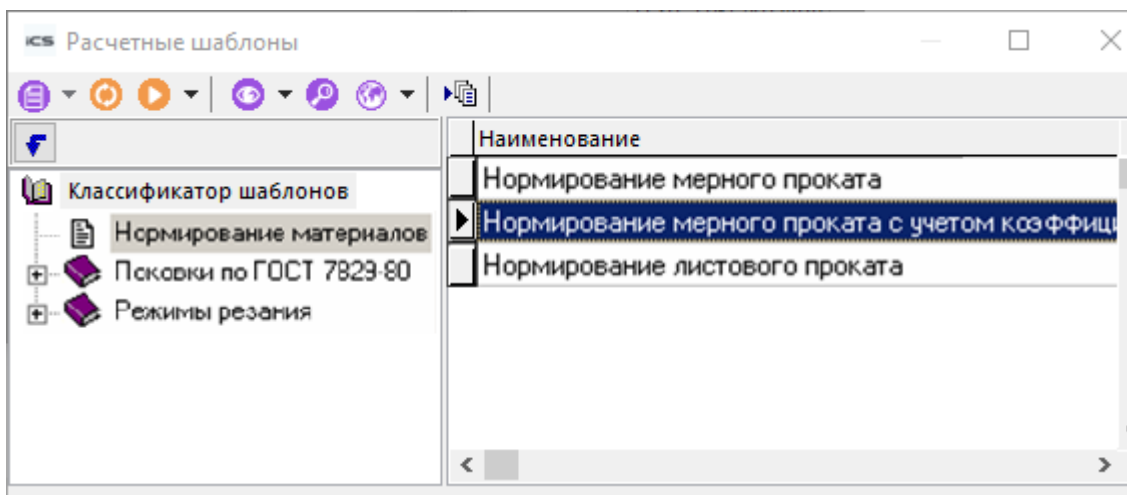 iCS Расчетные шаблоны
Наименование
Классификатор шаблонов
Нормирование материалов
Поковки по ГОСТ 7829-80
Режимы резания
Нормирование мерного проката
Нормирование мерного проката с учетом коэффици
Нормирование листового проката